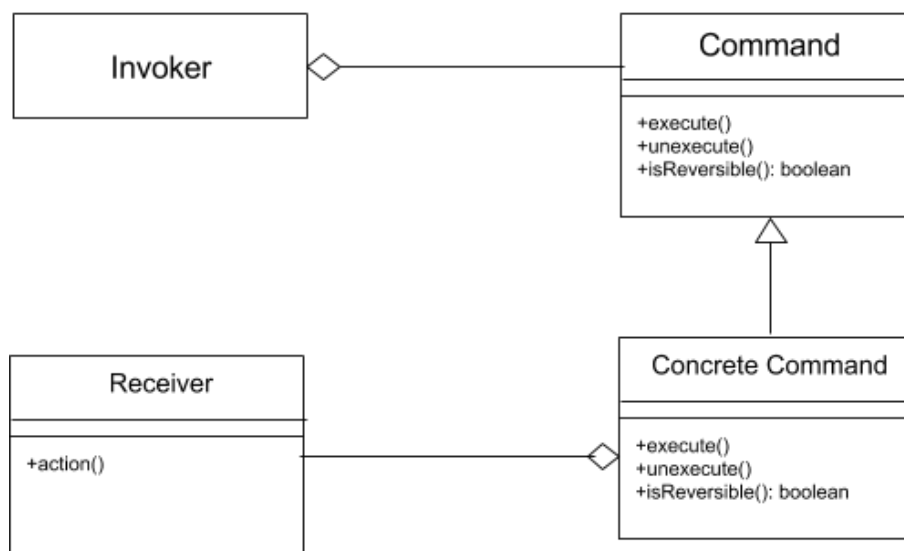 Invoker
Command
+execute()
+unexecute()
+isReversible(): boolean
Receiver
+action()
Concrete Command
+execute()
+unexecute()
+isReversible(): boolean